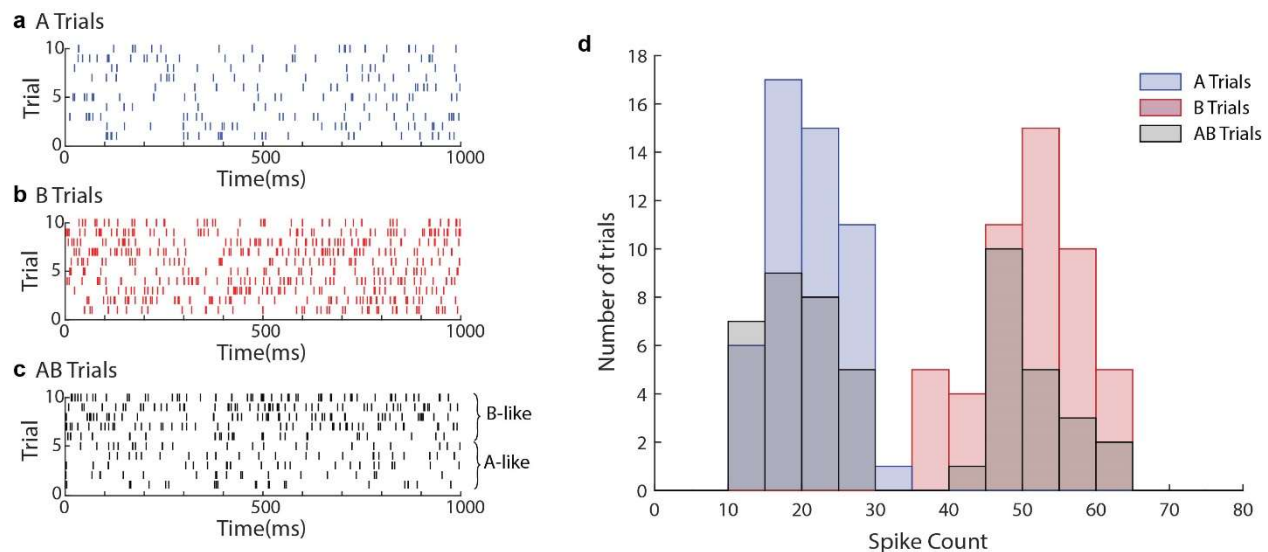 a A Trials
10
5
0
Trial
0 500 1000
Time(ms)
b B Trials
10
5
0
Trial
0 500 1000
Time(ms)
c AB Trials
10
5
0
Trial
B-like
A-like
0 500 1000
Time(ms)
d
18
16
14
12
10
8
6
4
2
0
Number of trials
A Trials
B Trials
AB Trials
0 10 20 30 40 50 60 70 80
Spike Count